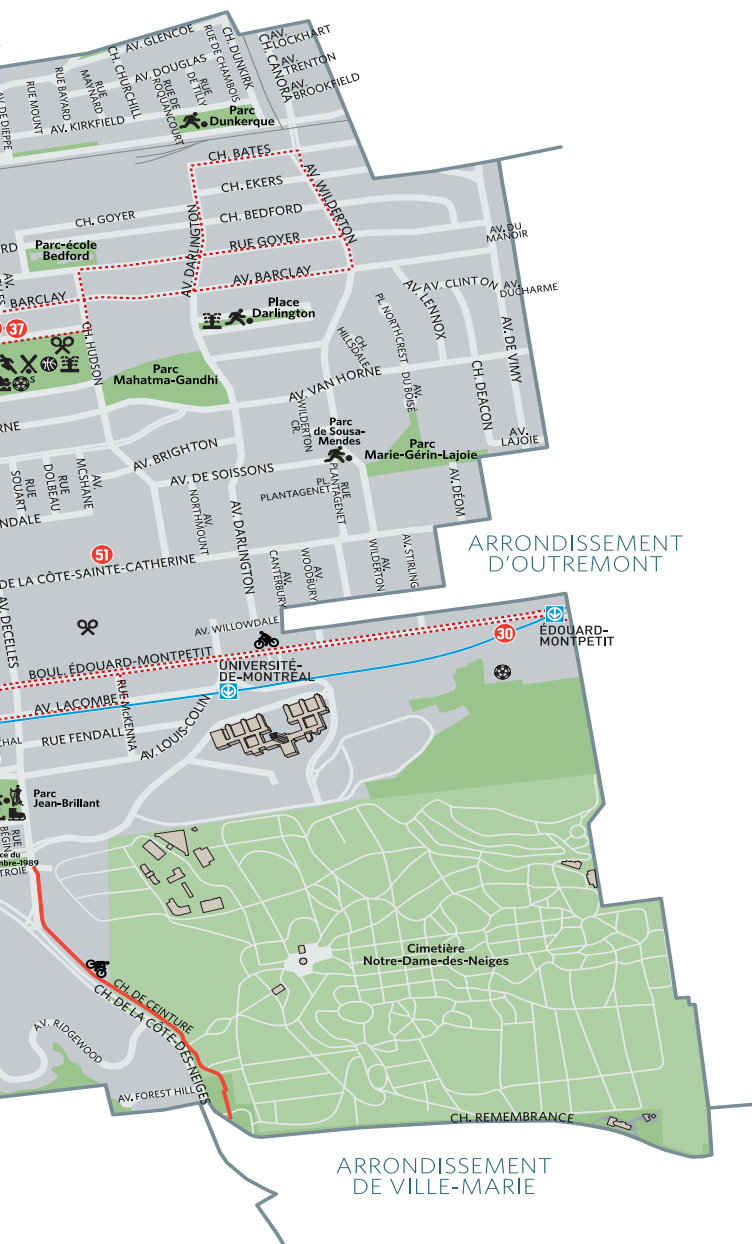 AV. GLENCOE
AV. LOCKHART
CH. DUNKIRK
CH. CANORA
AV. TRENTON
AV. BROOKFIELD
AV. DOUGLAS
CH. CHURCHILL
RUE DE CHAMBOIS
RUE DE TILLY
RUE DE ROQUANCOURT
RUE MAYNARD
RUE BAYARD
RUE MOUNT
AV. DE DIEPPE
AV. KIRKFIELD
Parc
Dunkerque
CH. BATES
CH. EKERS
AV. WILDERTON
CH. GOYER
CH. BEDFORD
AV. DARLINGTON
RUE GOYER
AV. DU
MANOIR
Parc-école
Bedford
AV. BARCLAY
BARCLAY
AV. CLINTON
AV. DUCHARME
AV. LENNOX
PL. NORTHCREST
Place
Darlington
37
CH. HUDSON
CH. HILLSDALE
AV. DE VIMY
Parc
Mahatma-Gandhi
AV. VAN HORNE
AV. DU BOISÉ
CH. DEACON
WILDERTON CR.
Parc
de Sousa-
Mendes
Parc
Marie-Gérin-Lajoie
AV. LAJOIE
AV. BRIGHTON
AV. DE SOISSONS
RUE SOUART
RUE DOLBEAU
AV. MCSHANE
PL. PLANTAGENET
RUE PLANTAGENET
AV. DÉOM
AV. NORTHMOUNT
AV. DARLINGTON
51
DE LA CÔTE-SAINTE-CATHERINE
AV. CANTERBURY
AV. WOODBURY
AV. WILDERTON
AV. STIRLING
ARRONDISSEMENT
D'OUTREMONT
AV. DECELLES
AV. WILLOWDALE
30
ÉDOUARD-
MONTPETIT
BOUL. ÉDOUARD-MONTPETIT
UNIVERSITÉ-
DE-MONTRÉAL
AV. LACOMBE
RUE MCKENNA
AV. LOUIS-COLIN
RUE FENDALL
Parc
Jean-Brillant
RUE BÉGIN
Cimetière
Notre-Dame-des-Neiges
CH. DE CEINTURE
CH. DE LA CÔTE-DES-NEIGES
AV. RIDGEWOOD
AV. FOREST HILL
CH. REMEMBRANCE
ARRONDISSEMENT
DE VILLE-MARIE